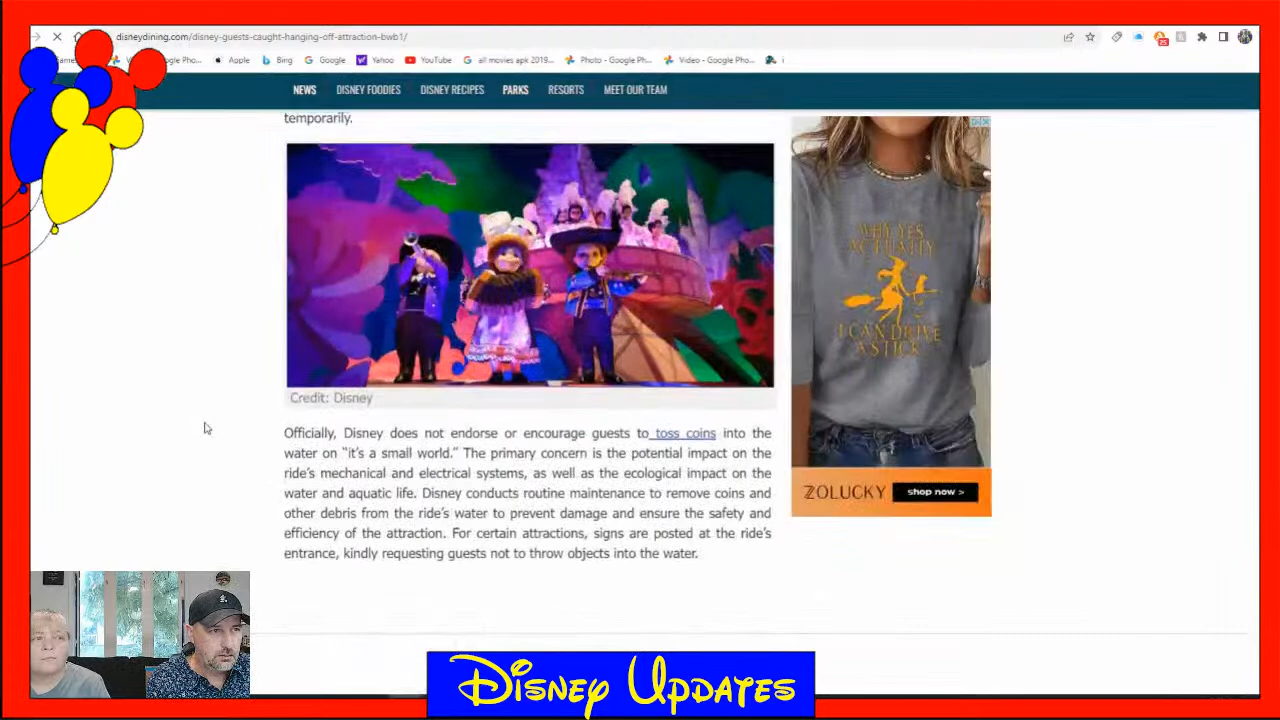 disneydining.com/disney-guests-caught-hanging-off-attraction-bwb1/
Apple
Bing
Google
Yahoo
YouTube
all movies apk 2019...
Photo - Google Ph...
Video - Google Pho...
NEWS
DISNEY FOODIES
DISNEY RECIPES
PARKS
RESORTS
MEET OUR TEAM
temporarily.
Credit: Disney
Officially, Disney does not endorse or encourage guests to toss coins into the
water on “it’s a small world.” The primary concern is the potential impact on the
ride’s mechanical and electrical systems, as well as the ecological impact on the
water and aquatic life. Disney conducts routine maintenance to remove coins and
other debris from the ride’s water to prevent damage and ensure the safety and
efficiency of the attraction. For certain attractions, signs are posted at the ride’s
entrance, kindly requesting guests not to throw objects into the water.
WHY YES,
ACTUALLY
I CAN DRIVE
A STICK
ZOLUCKY
shop now >
DISNEY UPDATES